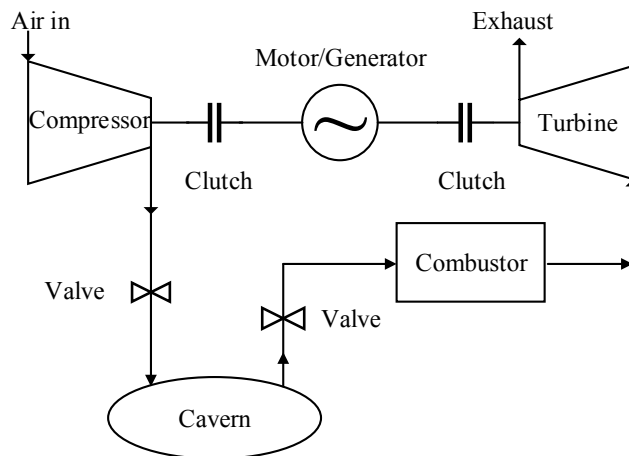 Air in
Exhaust
Motor/Generator
Compressor
Turbine
Clutch
Clutch
Combustor
Valve
Valve
Cavern